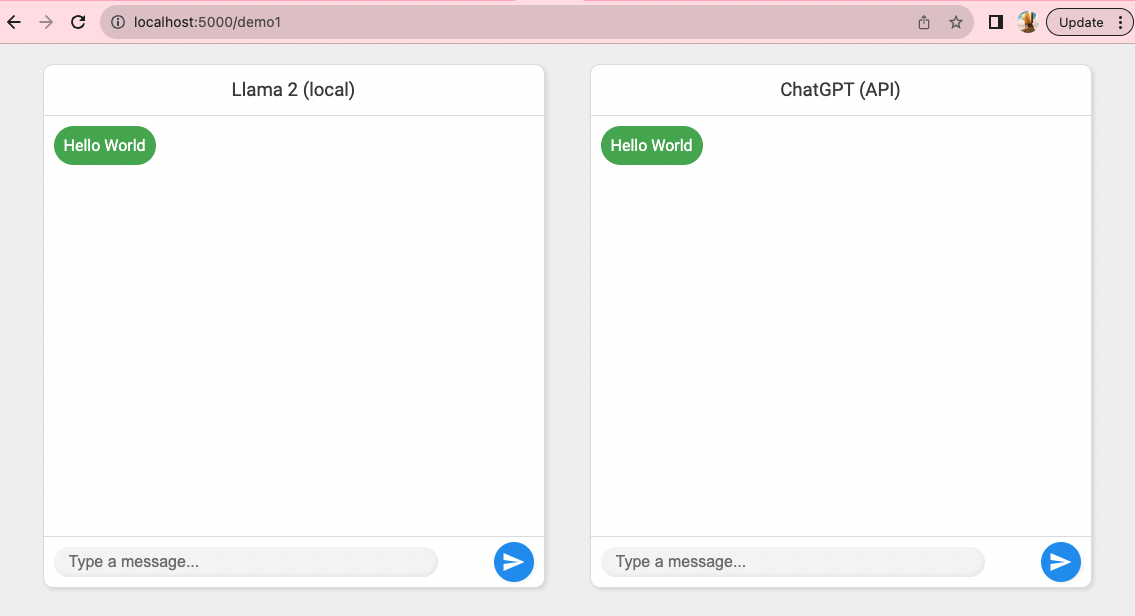 localhost:5000/demo1
Update
Llama 2 (local)
Hello World
Type a message...
ChatGPT (API)
Hello World
Type a message...